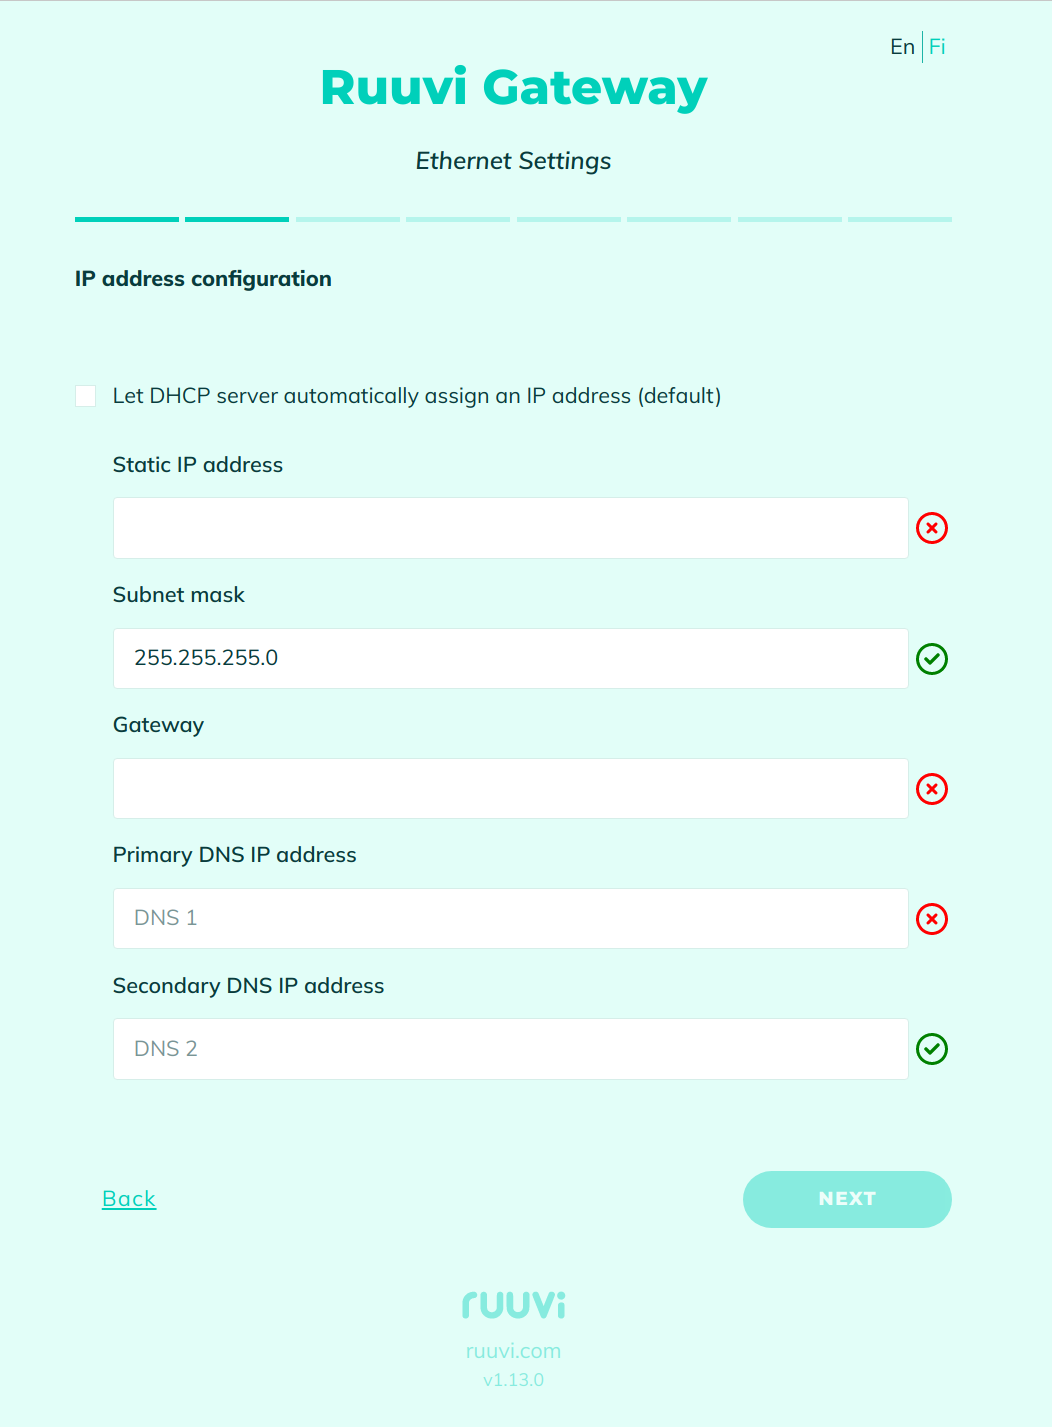 En Fi
Ruuvi Gateway
Ethernet Settings
IP address configuration
Let DHCP server automatically assign an IP address (default)
Static IP address
Subnet mask
255.255.255.0
Gateway
Primary DNS IP address
DNS 1
Secondary DNS IP address
DNS 2
Back
NEXT
ruuvi
ruuvi.com
v1.13.0